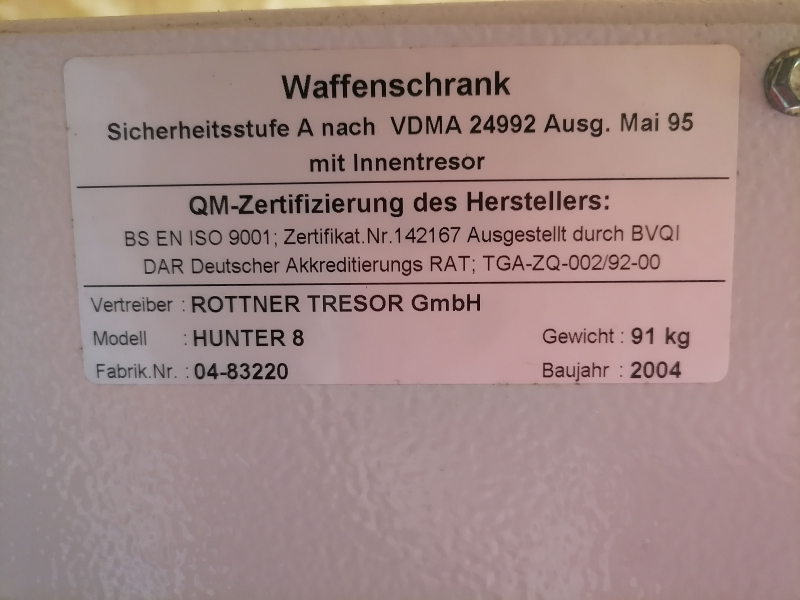 Waffenschrank
Sicherheitsstufe A nach VDMA 24992 Ausg. Mai 95
mit Innentresor
QM-Zertifizierung des Herstellers:
BS EN ISO 9001; Zertifikat.Nr.142167 Ausgestellt durch BVQI
DAR Deutscher Akkreditierungs RAT; TGA-ZQ-002/92-00
Vertreiber : ROTTNER TRESOR GmbH
Modell : HUNTER 8 Gewicht : 91 kg
Fabrik.Nr. : 04-83220 Baujahr : 2004